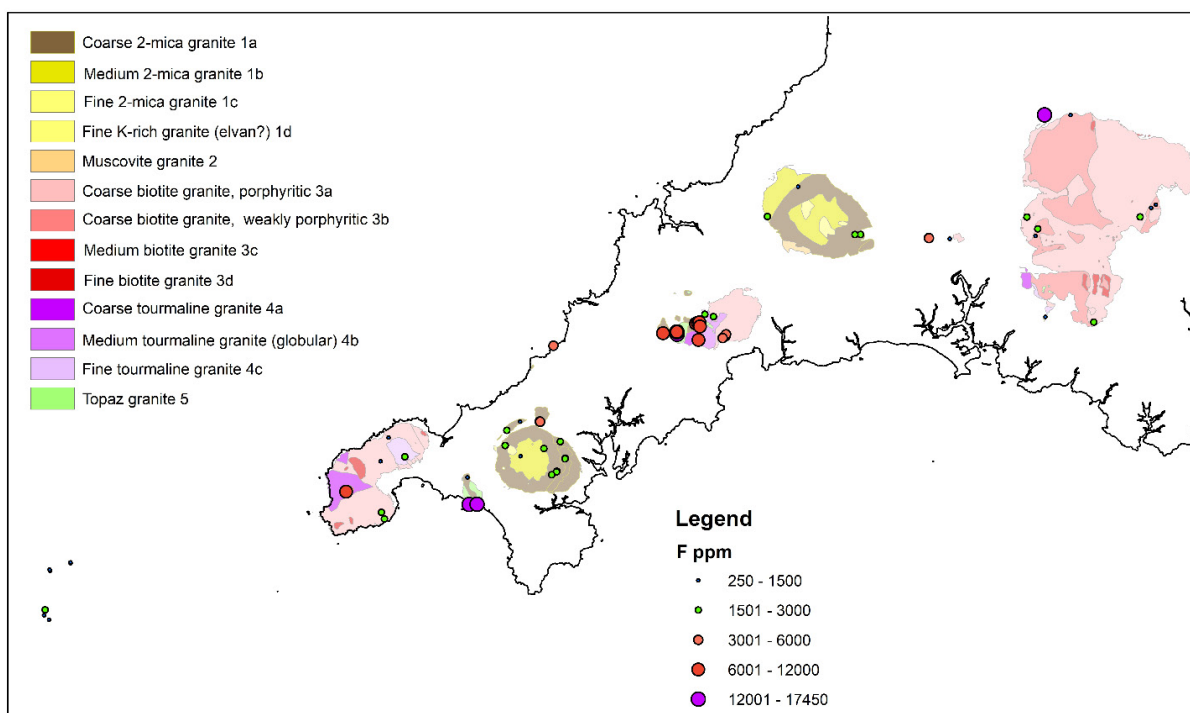 Coarse 2-mica granite 1a
Medium 2-mica granite 1b
Fine 2-mica granite 1c
Fine K-rich granite (elvan?) 1d
Muscovite granite 2
Coarse biotite granite, porphyritic 3a
Coarse biotite granite, weakly porphyritic 3b
Medium biotite granite 3c
Fine biotite granite 3d
Coarse tourmaline granite 4a
Medium tourmaline granite (globular) 4b
Fine tourmaline granite 4c
Topaz granite 5
Legend
F ppm
250 - 1500
1501 - 3000
3001 - 6000
6001 - 12000
12001 - 17450